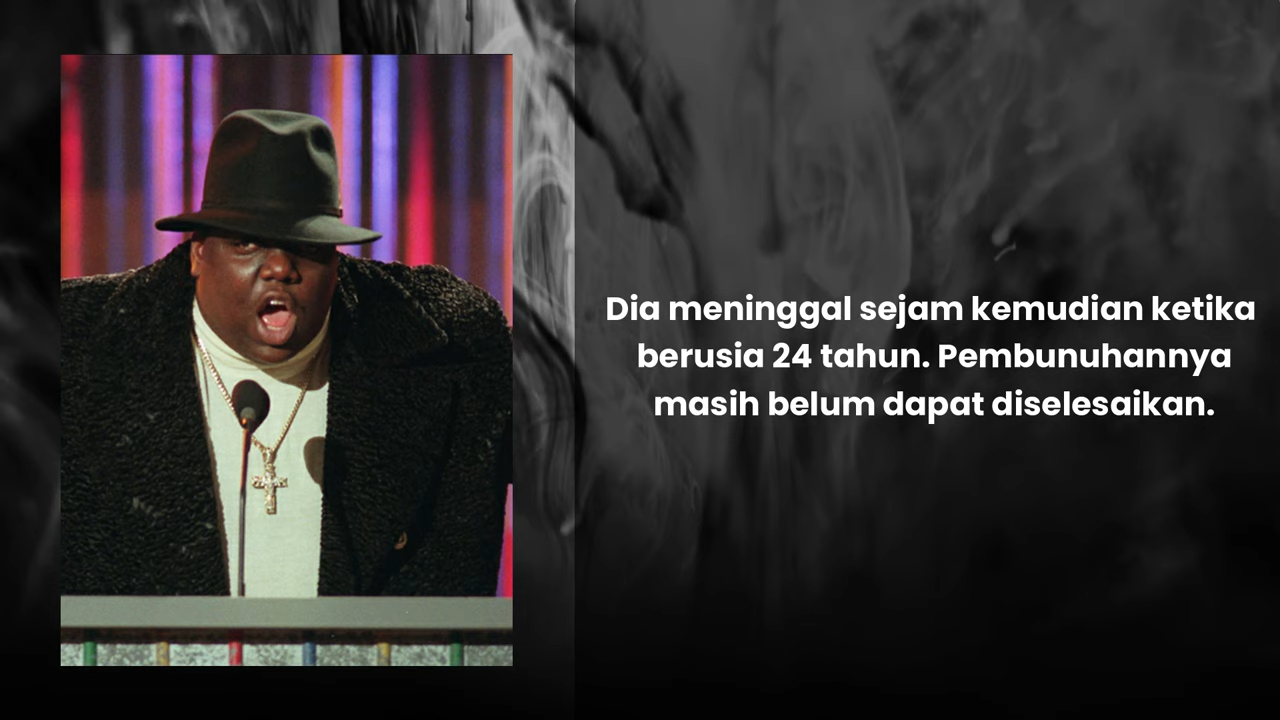 Dia meninggal sejam kemudian ketika
berusia 24 tahun. Pembunuhannya
masih belum dapat diselesaikan.